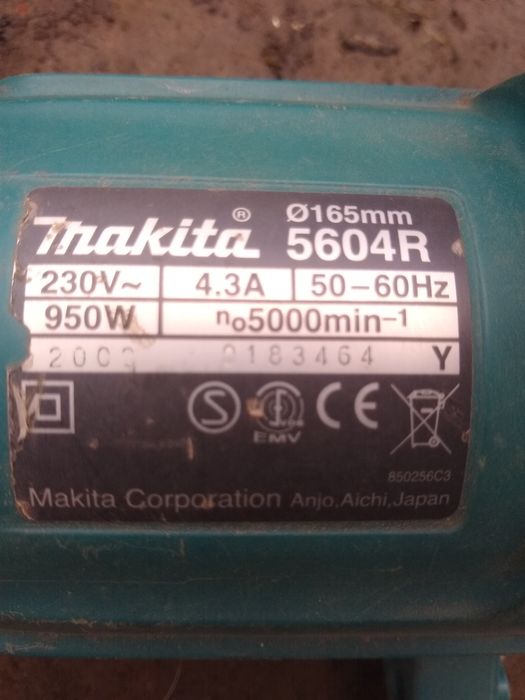 Makita® Ø165mm
5604R
230V~ 4.3A 50-60Hz
950W n₀5000min⁻¹
183464 Y
S
EMV CE
850256C3
Makita Corporation Anjo,Aichi,Japan